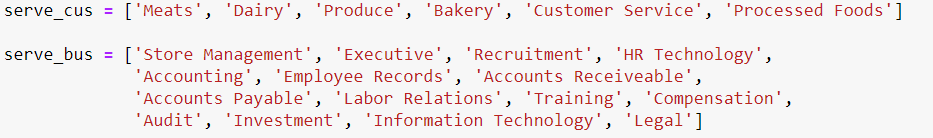 serve_cus = ['Meats', 'Dairy', 'Produce', 'Bakery', 'Customer Service', 'Processed Foods']
serve_bus = ['Store Management', 'Executive', 'Recruitment', 'HR Technology',
'Accounting', 'Employee Records', 'Accounts Receiveable',
'Accounts Payable', 'Labor Relations', 'Training', 'Compensation',
'Audit', 'Investment', 'Information Technology', 'Legal']